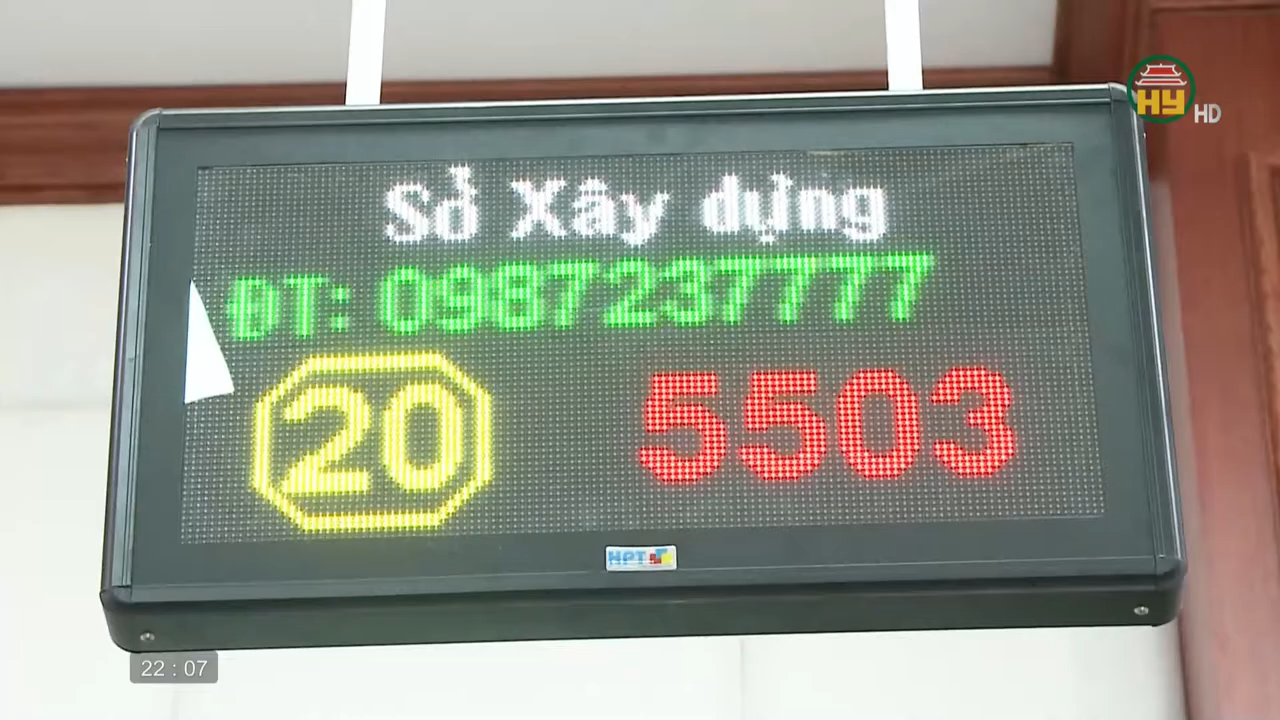 HY HD
Sở Xây dựng
ĐT: 0987237777
20 5503
HPT
22 : 07